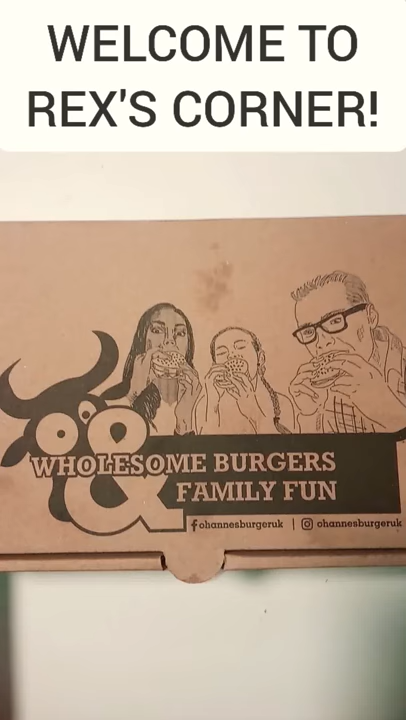 WELCOME TO
REX'S CORNER!
WHOLESOME BURGERS
& FAMILY FUN
ohannesburgeruk | ohannesburgeruk